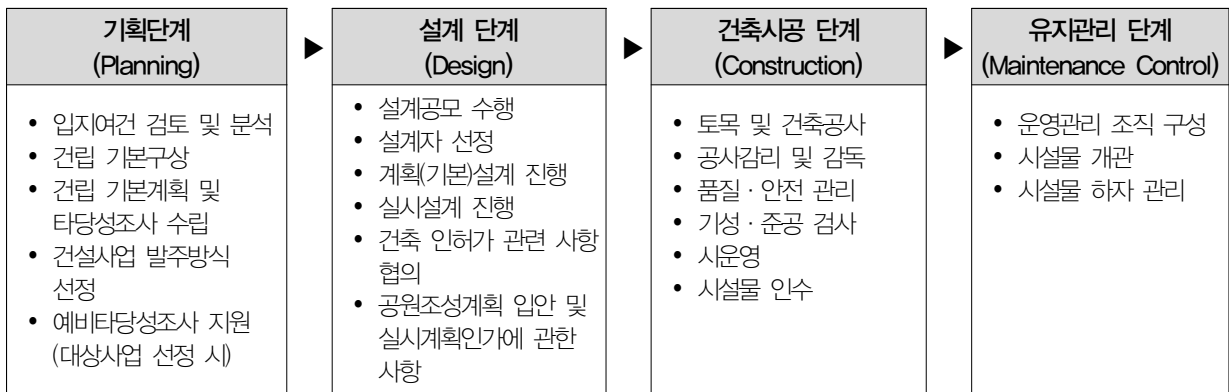 기획단계
(Planning)
• 입지여건 검토 및 분석
• 건립 기본구상
• 건립 기본계획 및
타당성조사 수립
• 건설사업 발주방식
선정
• 예비타당성조사 지원
(대상사업 선정 시)
▶
설계 단계
(Design)
• 설계공모 수행
• 설계자 선정
• 계획(기본)설계 진행
• 실시설계 진행
• 건축 인허가 관련 사항
협의
• 공원조성계획 입안 및
실시계획인가에 관한
사항
▶
건축시공 단계
(Construction)
• 토목 및 건축공사
• 공사감리 및 감독
• 품질·안전 관리
• 기성·준공 검사
• 시운영
• 시설물 인수
▶
유지관리 단계
(Maintenance Control)
• 운영관리 조직 구성
• 시설물 개관
• 시설물 하자 관리